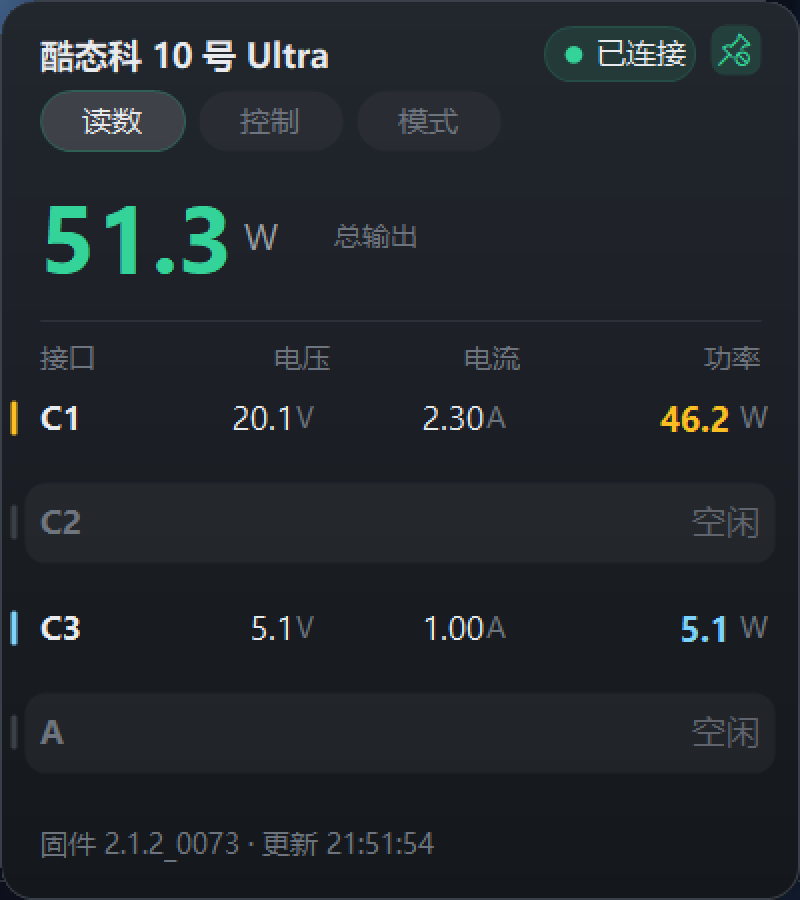 酷态科 10 号 Ultra 已连接
读数 控制 模式
51.3 W 总输出
接口 电压 电流 功率
C1 20.1V 2.30A 46.2 W
C2 空闲
C3 5.1V 1.00A 5.1 W
A 空闲
固件 2.1.2_0073 · 更新 21:51:54